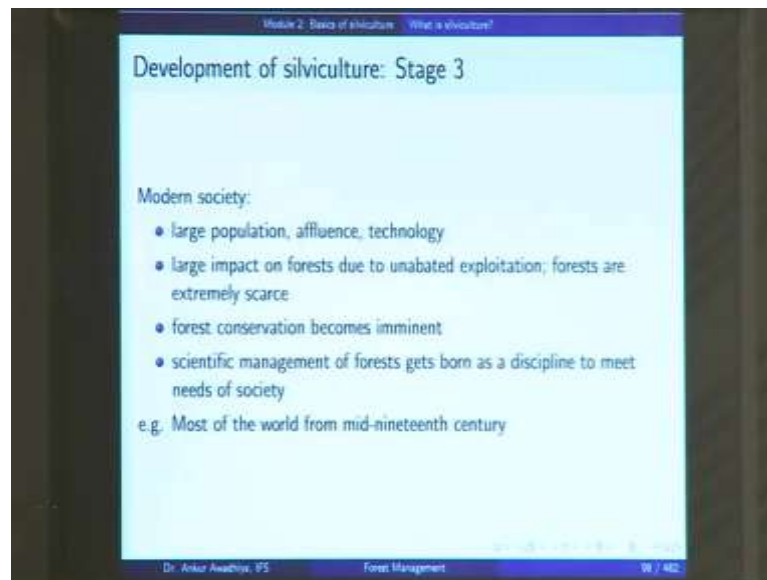 Module 2: Basics of silviculture What is silviculture?
Development of silviculture: Stage 3
Modern society:
large population, affluence, technology
large impact on forests due to unabated exploitation; forests are
extremely scarce
forest conservation becomes imminent
scientific management of forests gets born as a discipline to meet
needs of society
e.g. Most of the world from mid-nineteenth century
Dr. Ankur Awadhiya, IFS Forest Management 98 / 482